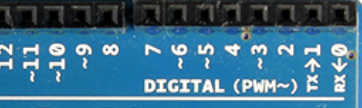 12 ~11 ~10 ~9 8 7 ~6 ~5 4 ~3 2 TX→1 RX←0
DIGITAL (PWM~)